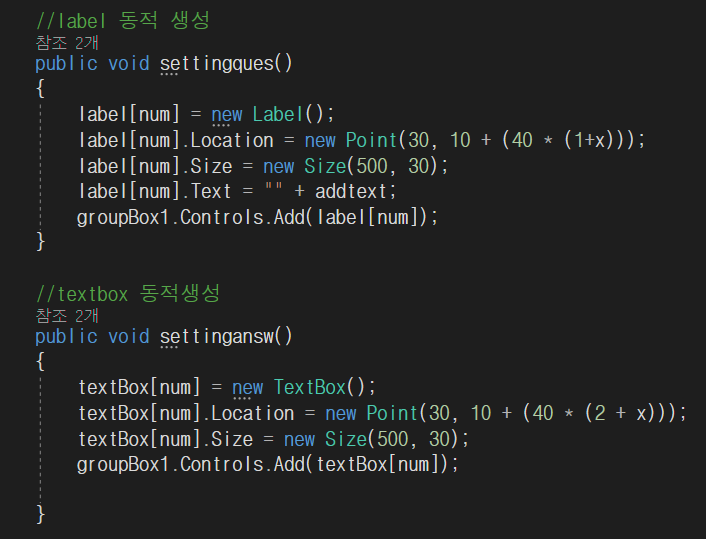 //label 동적 생성
참조 2개
public void settingques()
{
label[num] = new Label();
label[num].Location = new Point(30, 10 + (40 * (1+x)));
label[num].Size = new Size(500, 30);
label[num].Text = "" + addtext;
groupBox1.Controls.Add(label[num]);
}
//textbox 동적생성
참조 2개
public void settingansw()
{
textBox[num] = new TextBox();
textBox[num].Location = new Point(30, 10 + (40 * (2 + x)));
textBox[num].Size = new Size(500, 30);
groupBox1.Controls.Add(textBox[num]);
}